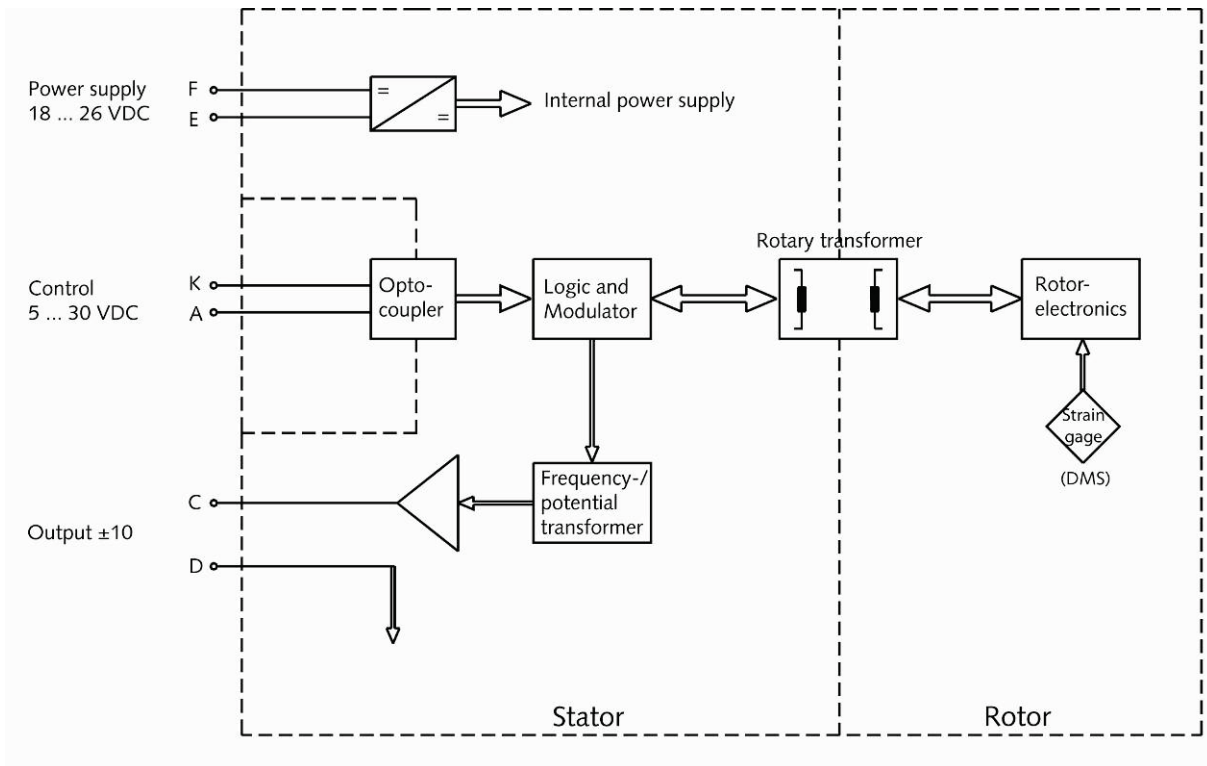 Power supply
18 ... 26 VDC
F
E
=
=
Internal power supply
Rotary transformer
Control
5 ... 30 VDC
K
A
Opto-
coupler
Logic and
Modulator
Rotor-
electronics
Strain
gage
(DMS)
Frequency-/
potential
transformer
Output ±10
C
D
Stator
Rotor